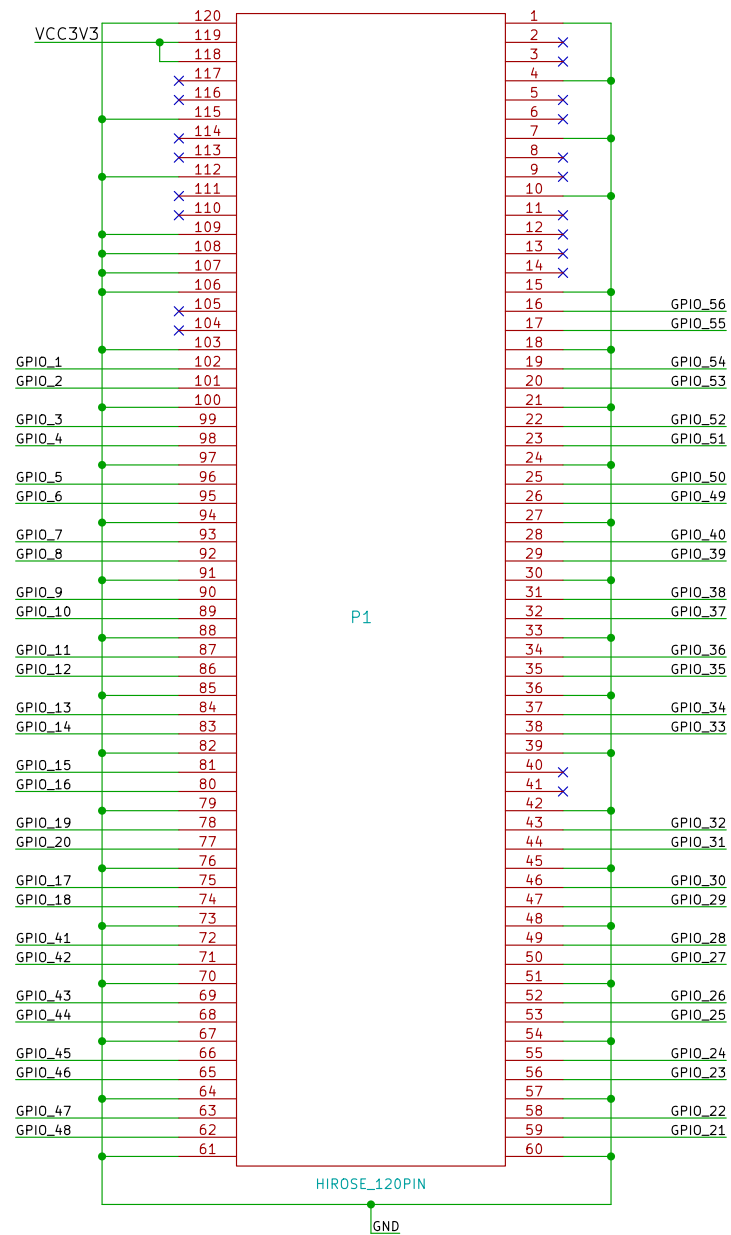 120 1
VCC3V3 119 2
118 3
117 4
116 5
115 6
114 7
113 8
112 9
111 10
110 11
109 12
108 13
107 14
106 15
105 16 GPIO_56
104 17 GPIO_55
103 18
GPIO_1 102 19 GPIO_54
GPIO_2 101 20 GPIO_53
100 21
GPIO_3 99 22 GPIO_52
GPIO_4 98 23 GPIO_51
97 24
GPIO_5 96 25 GPIO_50
GPIO_6 95 26 GPIO_49
94 27
GPIO_7 93 28 GPIO_40
GPIO_8 92 29 GPIO_39
91 30
GPIO_9 90 31 GPIO_38
GPIO_10 89 P1 32 GPIO_37
88 33
GPIO_11 87 34 GPIO_36
GPIO_12 86 35 GPIO_35
85 36
GPIO_13 84 37 GPIO_34
GPIO_14 83 38 GPIO_33
82 39
GPIO_15 81 40
GPIO_16 80 41
79 42
GPIO_19 78 43 GPIO_32
GPIO_20 77 44 GPIO_31
76 45
GPIO_17 75 46 GPIO_30
GPIO_18 74 47 GPIO_29
73 48
GPIO_41 72 49 GPIO_28
GPIO_42 71 50 GPIO_27
70 51
GPIO_43 69 52 GPIO_26
GPIO_44 68 53 GPIO_25
67 54
GPIO_45 66 55 GPIO_24
GPIO_46 65 56 GPIO_23
64 57
GPIO_47 63 58 GPIO_22
GPIO_48 62 59 GPIO_21
61 60
HIROSE_120PIN
GND